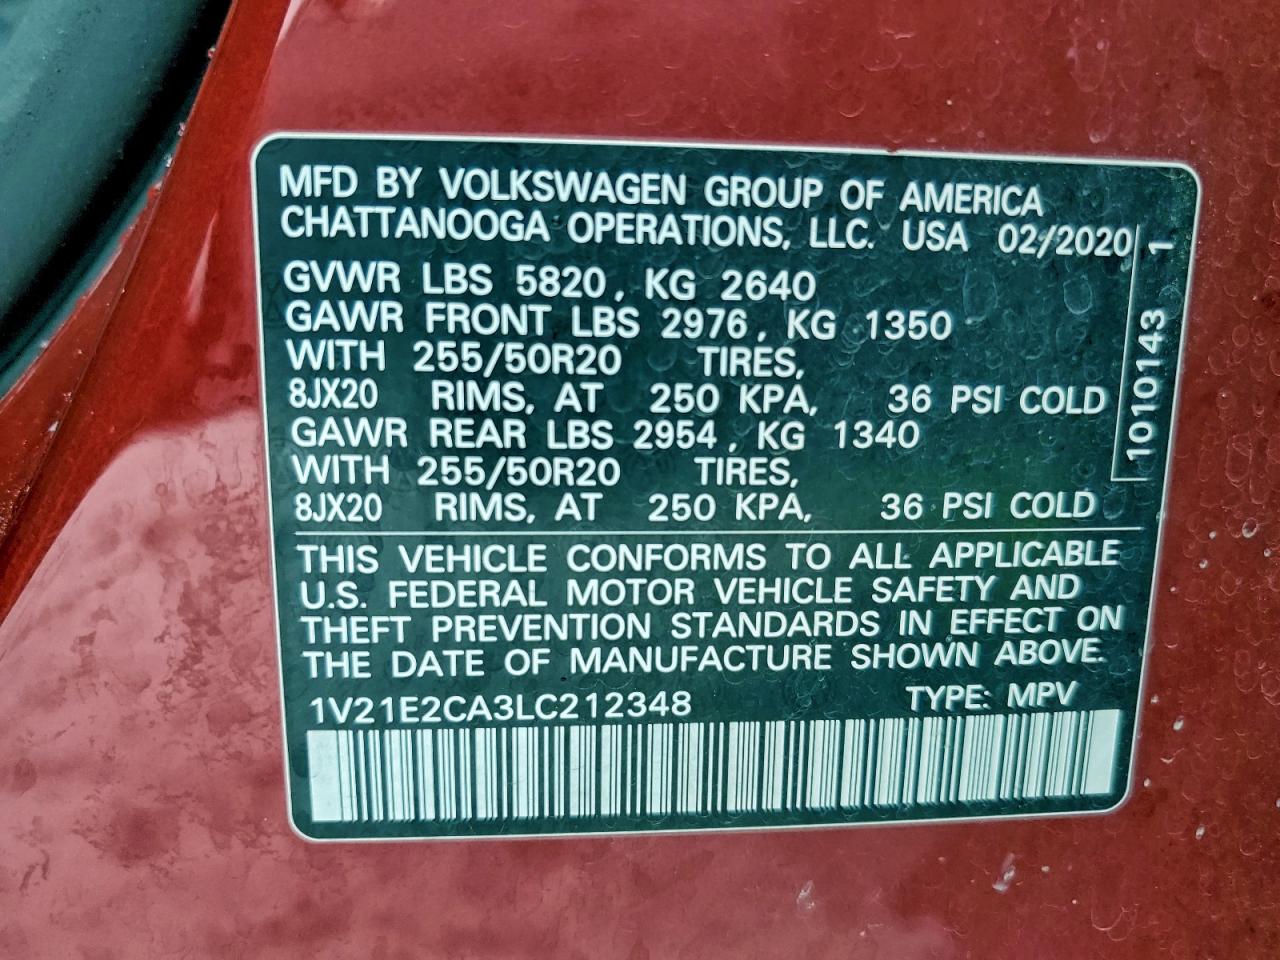 MFD BY VOLKSWAGEN GROUP OF AMERICA
CHATTANOOGA OPERATIONS, LLC. USA 02/2020
GVWR LBS 5820, KG 2640
GAWR FRONT LBS 2976, KG 1350
WITH 255/50R20 TIRES,
8JX20 RIMS, AT 250 KPA, 36 PSI COLD
GAWR REAR LBS 2954, KG 1340
WITH 255/50R20 TIRES,
8JX20 RIMS, AT 250 KPA, 36 PSI COLD
1010143 1
THIS VEHICLE CONFORMS TO ALL APPLICABLE
U.S. FEDERAL MOTOR VEHICLE SAFETY AND
THEFT PREVENTION STANDARDS IN EFFECT ON
THE DATE OF MANUFACTURE SHOWN ABOVE.
1V21E2CA3LC212348 TYPE: MPV